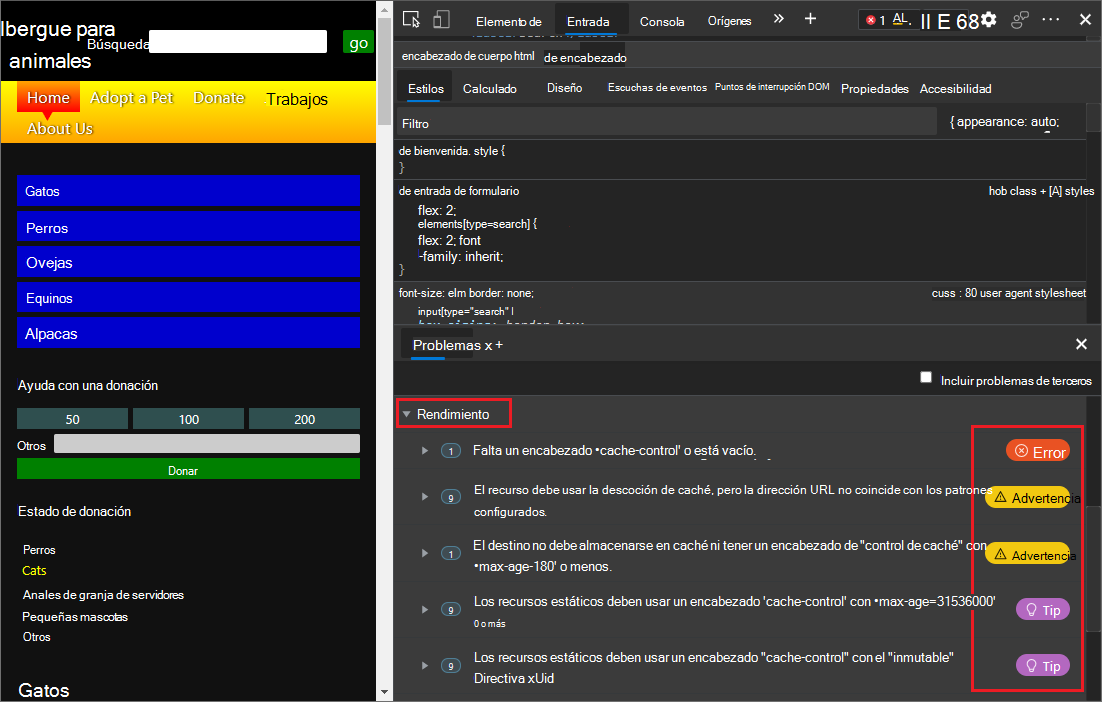 lbergue para
animales
Búsqueda
go
Home
Adopt a Pet
Donate
Trabajos
About Us
Gatos
Perros
Ovejas
Equinos
Alpacas
Ayuda con una donación
50
100
200
Otros
Donar
Estado de donación
Perros
Cats
Anales de granja de servidores
Pequeñas mascotas
Otros
Gatos
Elemento de
Entrada
Consola
Orígenes
1
AL.
II E 68
encabezado de cuerpo html
de encabezado
Estilos
Calculado
Diseño
Escuchas de eventos
Puntos de interrupción DOM
Propiedades
Accesibilidad
Filtro
{ appearance: auto;
de bienvenida. style {
}
de entrada de formulario
hob class + [A] styles
flex: 2;
elements[type=search] {
flex: 2; font
-family: inherit;
}
font-size: elm border: none;
cuss : 80 user agent stylesheet
input[type="search" l
Problemas x +
Incluir problemas de terceros
Rendimiento
1
Falta un encabezado •cache-control' o está vacío.
Error
9
El recurso debe usar la descoción de caché, pero la dirección URL no coincide con los patrones
configurados.
Advertencia
1
El destino no debe almacenarse en caché ni tener un encabezado de "control de caché" con
•max-age-180' o menos.
Advertencia
9
Los recursos estáticos deben usar un encabezado 'cache-control' con •max-age=31536000'
0 o más
Tip
9
Los recursos estáticos deben usar un encabezado "cache-control" con el "inmutable"
Directiva xUid
Tip